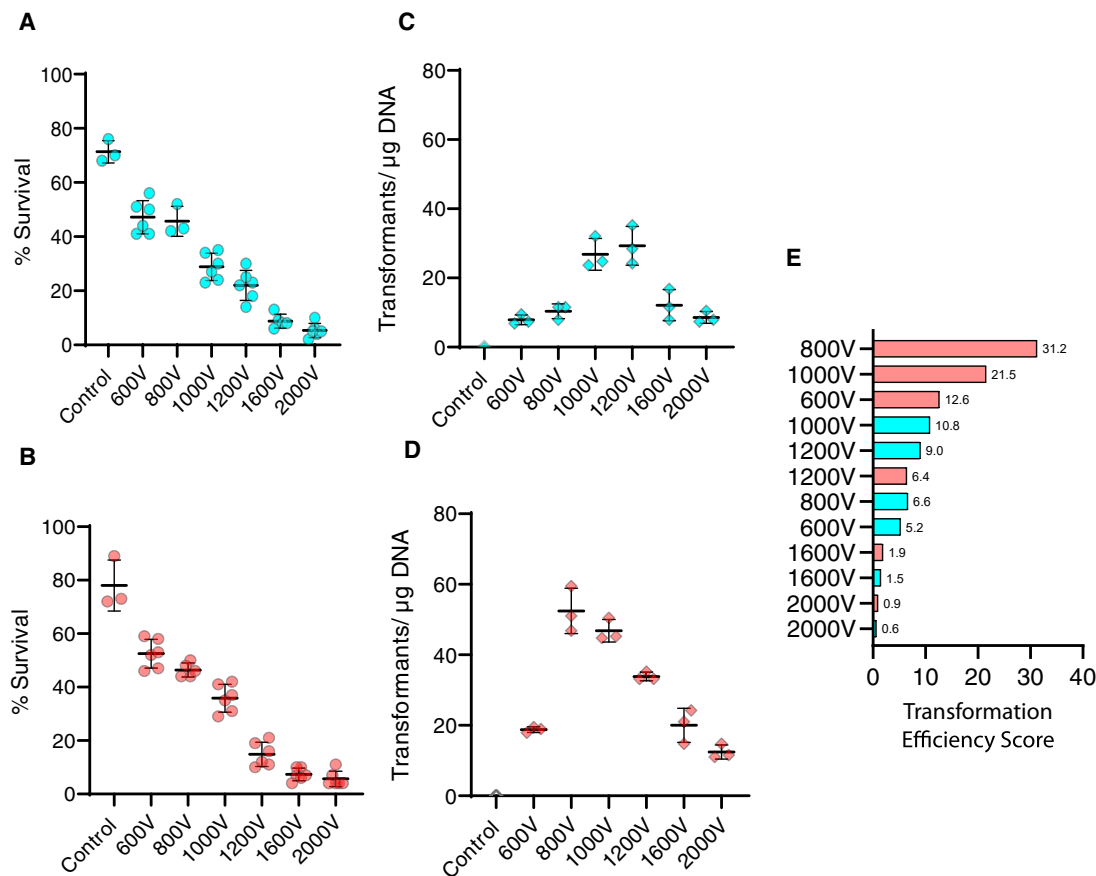 A
% Survival
100
80
60
40
20
0
Control
600V
800V
1000V
1200V
1600V
2000V
C
Transformants/ µg DNA
80
60
40
20
0
Control
600V
800V
1000V
1200V
1600V
2000V
B
% Survival
100
80
60
40
20
0
Control
600V
800V
1000V
1200V
1600V
2000V
D
Transformants/ µg DNA
80
60
40
20
0
Control
600V
800V
1000V
1200V
1600V
2000V
E
800V 31.2
1000V 21.5
600V 12.6
1000V 10.8
1200V 9.0
1200V 6.4
800V 6.6
600V 5.2
1600V 1.9
1600V 1.5
2000V 0.9
2000V 0.6
0 10 20 30 40
Transformation
Efficiency Score